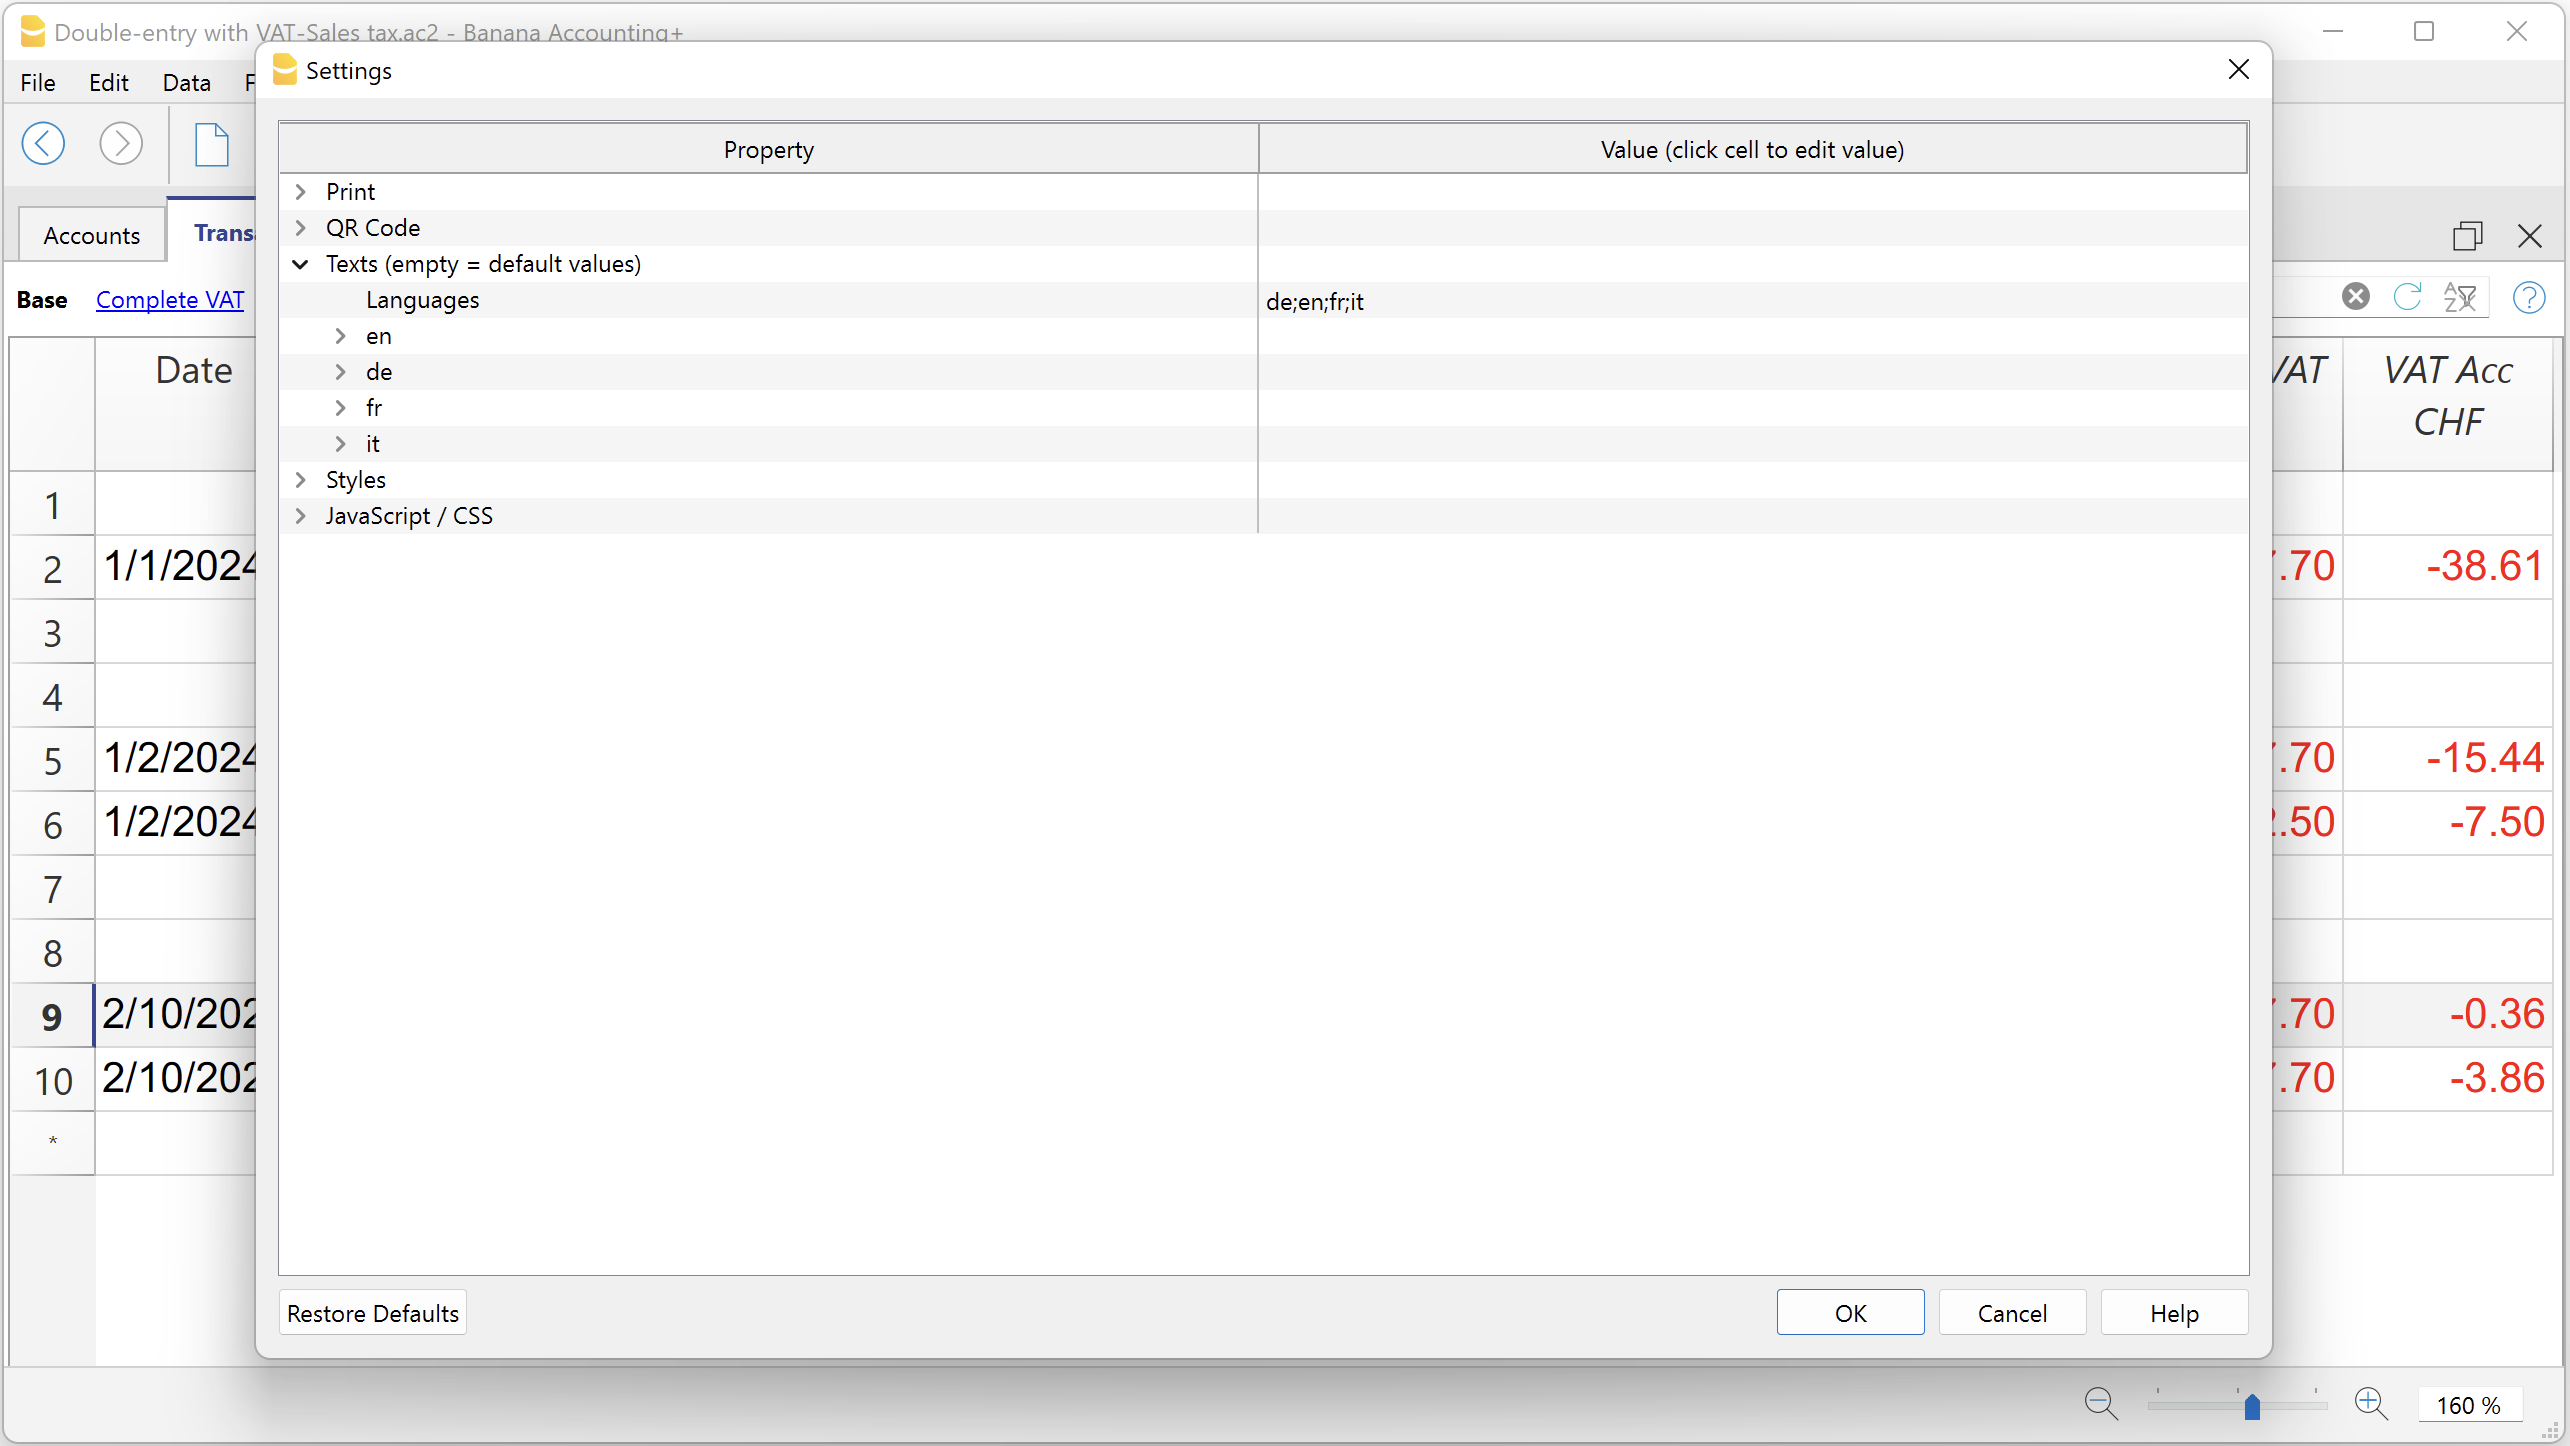 Double-entry with VAT-Sales tax.ac2 - Banana Accounting+
Settings
File Edit Data
Property Value (click cell to edit value)
Print
QR Code
Accounts
Texts (empty = default values)
Base Complete VAT
Languages de;en;fr;it
en
de
fr
it
Styles
JavaScript / CSS
Date VAT VAT Acc
CHF
1
2 1/1/2024 .70 -38.61
3
4
5 1/2/2024 .70 -15.44
6 1/2/2024 .50 -7.50
7
8
9 2/10/202 .70 -0.36
10 2/10/202 .70 -3.86
*
Restore Defaults OK Cancel Help
160 %